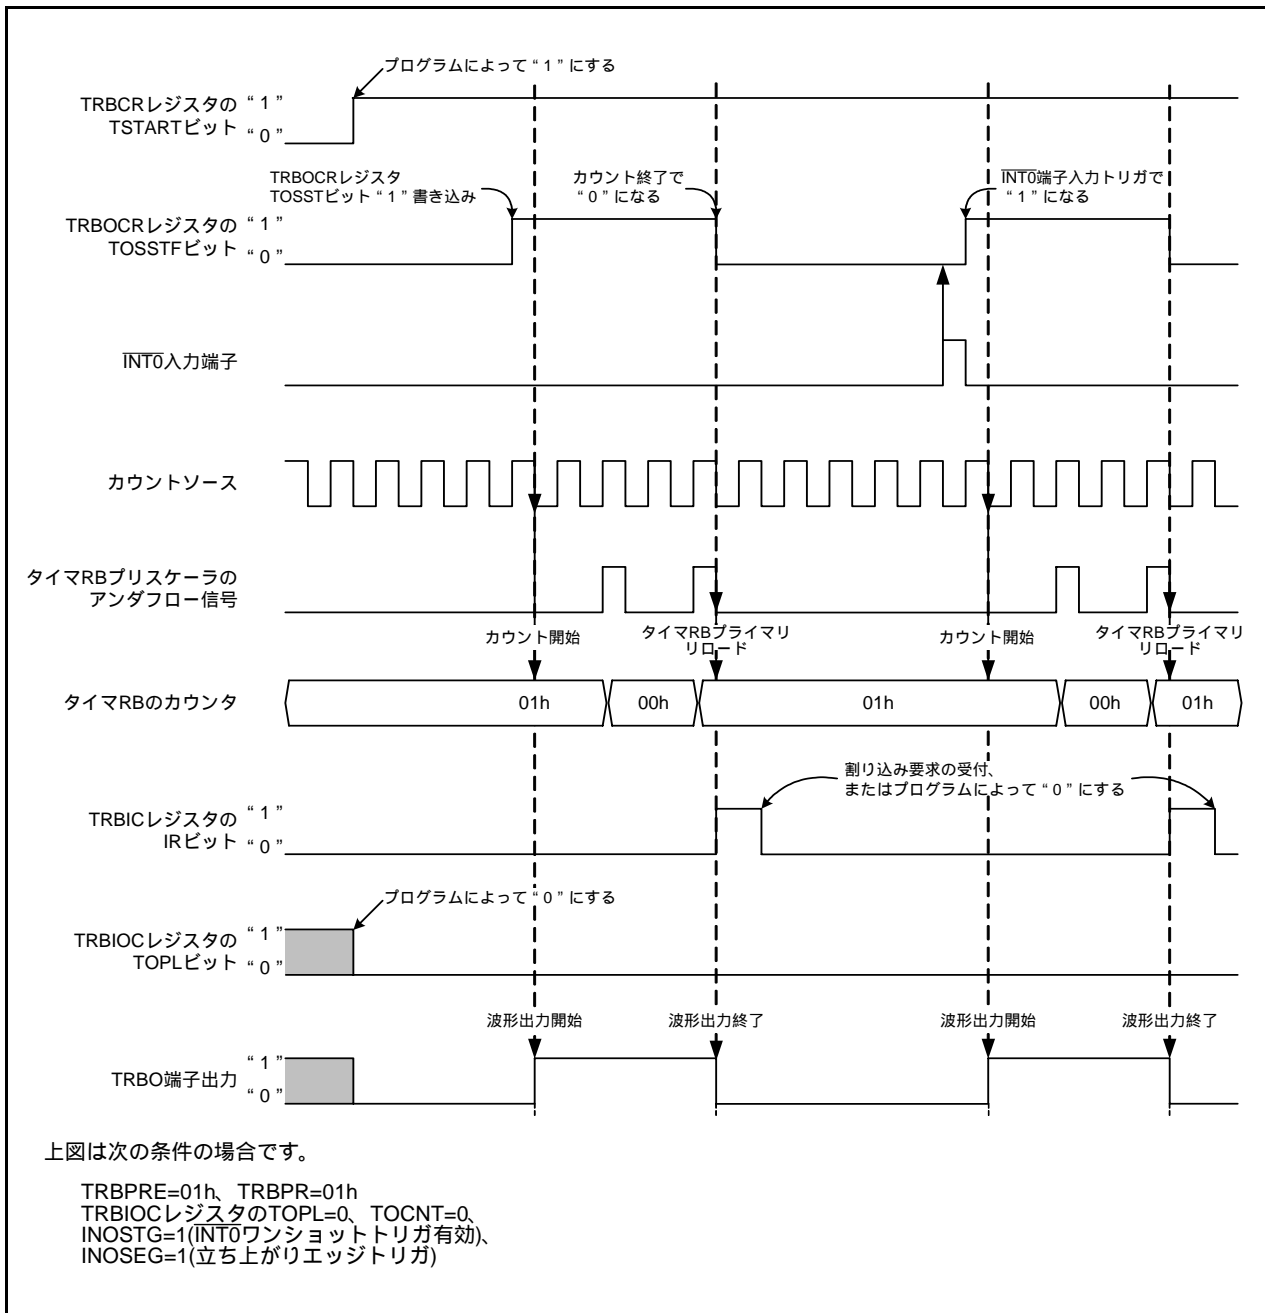 プログラムによって“1”にする
TRBCRレジスタの “1”
TSTARTビット “0”
TRBOCRレジスタ
TOSSTビット“1”書き込み
カウント終了で
“0”になる
INT0端子入力トリガで
“1”になる
TRBOCRレジスタの “1”
TOSSTFビット “0”
INT0入力端子
カウントソース
タイマRBプリスケーラの
アンダフロー信号
カウント開始
タイマRBプライマリ
リロード
カウント開始
タイマRBプライマリ
リロード
タイマRBのカウンタ
01h 00h 01h 00h 01h
割り込み要求の受付、
またはプログラムによって“0”にする
TRBICレジスタの “1”
IRビット “0”
プログラムによって“0”にする
TRBIOCレジスタの “1”
TOPLビット “0”
波形出力開始 波形出力終了 波形出力開始 波形出力終了
TRBO端子出力 “1”
“0”
上図は次の条件の場合です。
TRBPRE=01h、TRBPR=01h
TRBIOCレジスタのTOPL=0、TOCNT=0、
INOSTG=1(INT0ワンショットトリガ有効)、
INOSEG=1(立ち上がりエッジトリガ)